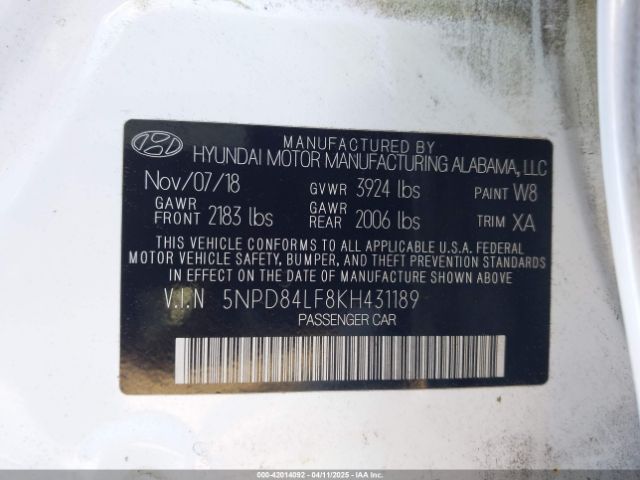 MANUFACTURED BY
HYUNDAI MOTOR MANUFACTURING ALABAMA, LLC
Nov/07/18 GVWR 3924 lbs PAINT W8
GAWR FRONT 2183 lbs GAWR REAR 2006 lbs TRIM XA
THIS VEHICLE CONFORMS TO ALL APPLICABLE U.S.A. FEDERAL
MOTOR VEHICLE SAFETY, BUMPER, AND THEFT PREVENTION STANDARDS
IN EFFECT ON THE DATE OF MANUFACTURE SHOWN ABOVE.
V.I.N 5NPD84LF8KH431189
PASSENGER CAR
000-42014092 - 04/11/2025 - IAAI.COM